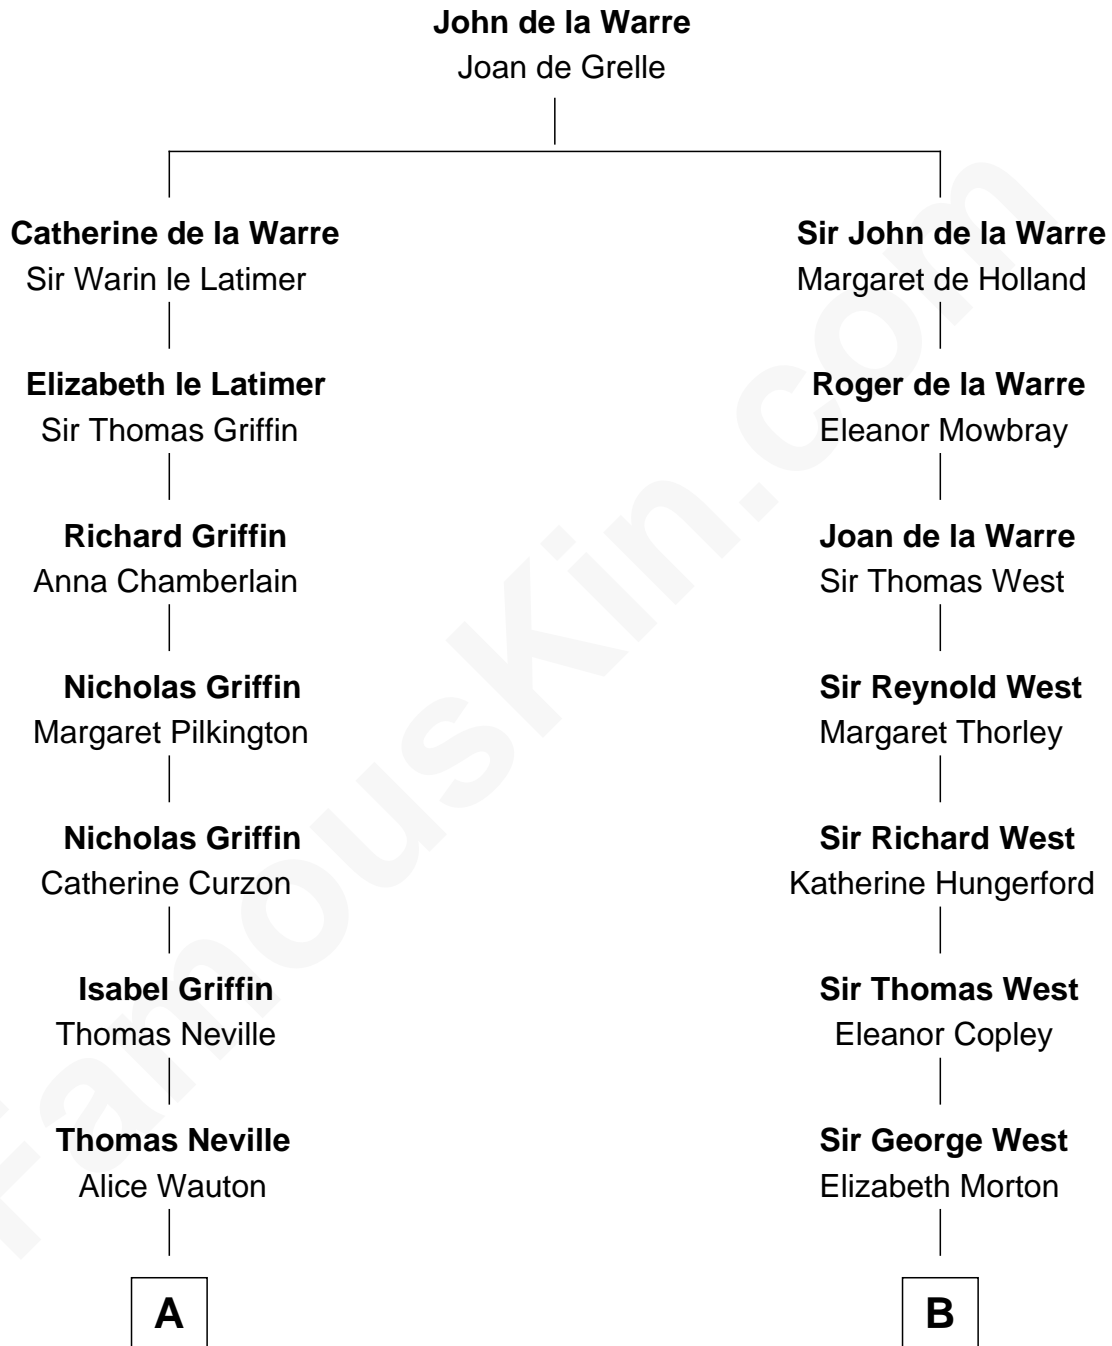 John de la Warre
Joan de Grelle
Catherine de la Warre
Sir Warin le Latimer
Sir John de la Warre
Margaret de Holland
Elizabeth le Latimer
Sir Thomas Griffin
Roger de la Warre
Eleanor Mowbray
Richard Griffin
Anna Chamberlain
Joan de la Warre
Sir Thomas West
Nicholas Griffin
Margaret Pilkington
Sir Reynold West
Margaret Thorley
Nicholas Griffin
Catherine Curzon
Sir Richard West
Katherine Hungerford
Isabel Griffin
Thomas Neville
Sir Thomas West
Eleanor Copley
Thomas Neville
Alice Wauton
Sir George West
Elizabeth Morton
A
B
FamousKin.com